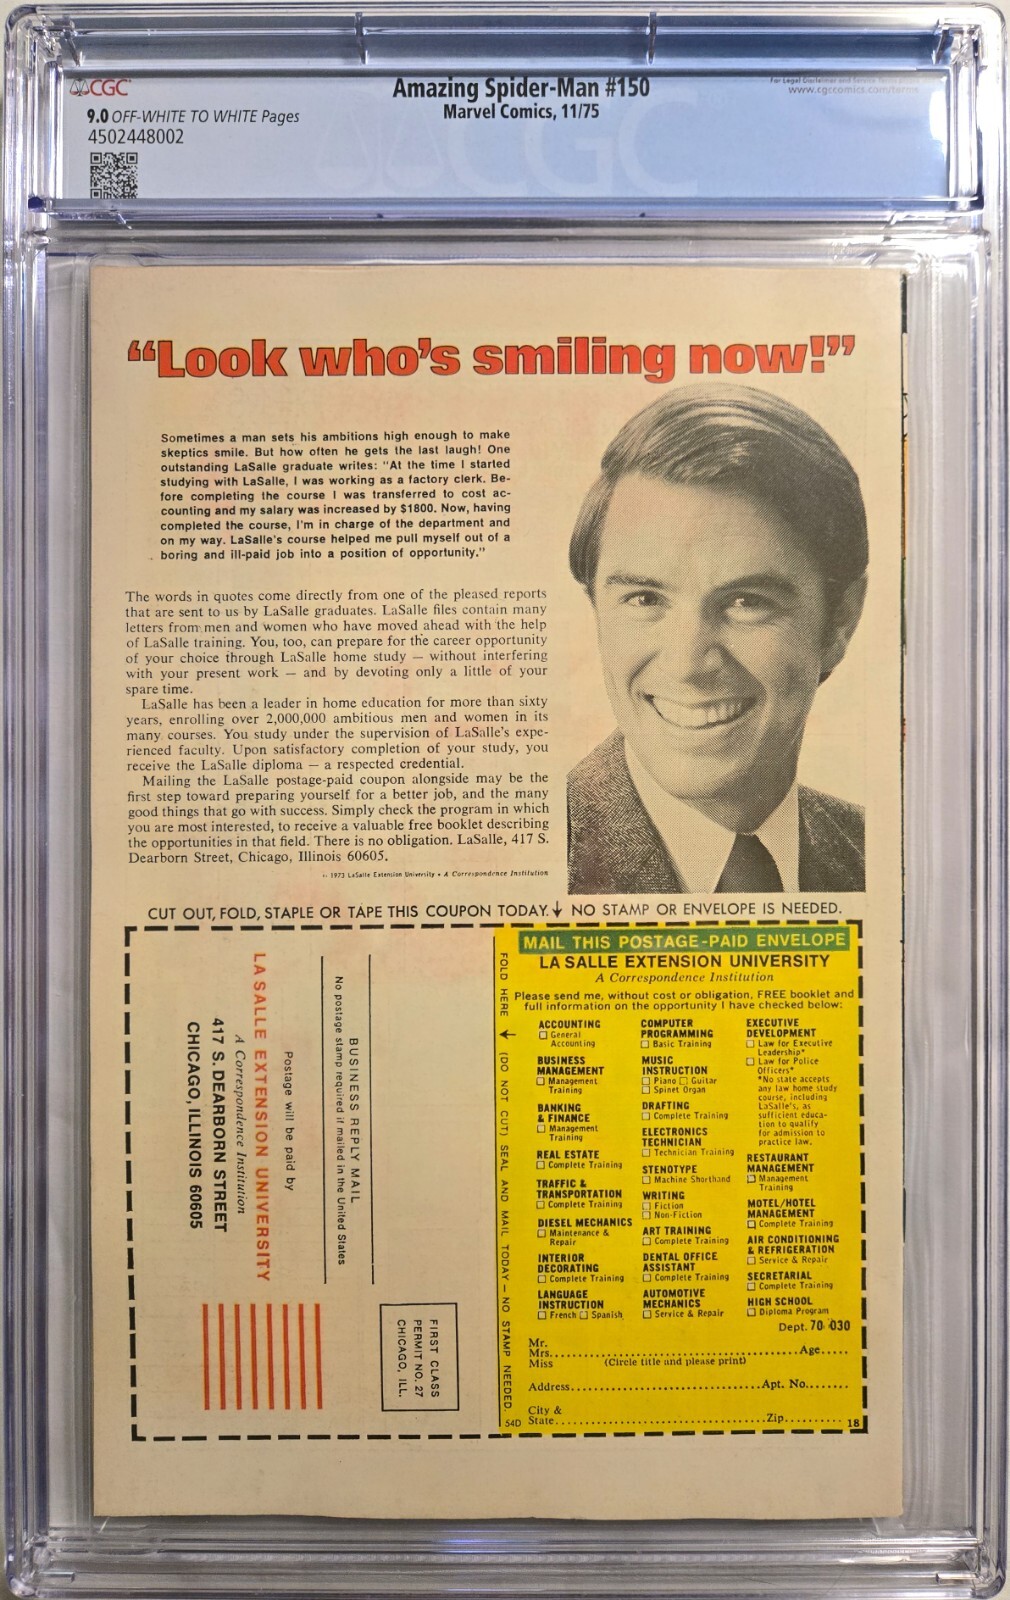 CGC
Amazing Spider-Man #150
Marvel Comics, 11/75
For Legal Disclaimer and Service Terms
www.cgccomics.com/terms
9.0 OFF-WHITE TO WHITE Pages
4502448002
CGC
“Look who’s smiling now!”
Sometimes a man sets his ambitions high enough to make
skeptics smile. But how often he gets the last laugh! One
outstanding LaSalle graduate writes: “At the time I started
studying with LaSalle, I was working as a factory clerk. Be-
fore completing the course I was transferred to cost ac-
counting and my salary was increased by $1800. Now, having
completed the course, I’m in charge of the department and
on my way. LaSalle’s course helped me pull myself out of a
boring and ill-paid job into a position of opportunity.”
The words in quotes come directly from one of the pleased reports
that are sent to us by LaSalle graduates. LaSalle files contain many
letters from men and women who have moved ahead with the help
of LaSalle training. You, too, can prepare for the career opportunity
of your choice through LaSalle home study — without interfering
with your present work — and by devoting only a little of your
spare time.
LaSalle has been a leader in home education for more than sixty
years, enrolling over 2,000,000 ambitious men and women in its
many courses. You study under the supervision of LaSalle’s expe-
rienced faculty. Upon satisfactory completion of your study, you
receive the LaSalle diploma — a respected credential.
Mailing the LaSalle postage-paid coupon alongside may be the
first step toward preparing yourself for a better job, and the many
good things that go with success. Simply check the program in which
you are most interested, to receive a valuable free booklet describing
the opportunities in that field. There is no obligation. LaSalle, 417 S.
Dearborn Street, Chicago, Illinois 60605.
© 1973 LaSalle Extension University • A Correspondence Institution
CUT OUT, FOLD, STAPLE OR TAPE THIS COUPON TODAY. ↓ NO STAMP OR ENVELOPE IS NEEDED.
FIRST CLASS
PERMIT NO. 27
CHICAGO, ILL.
BUSINESS REPLY MAIL
No postage stamp required if mailed in the United States
Postage will be paid by
LA SALLE EXTENSION UNIVERSITY
A Correspondence Institution
417 S. DEARBORN STREET
CHICAGO, ILLINOIS 60605
FOLD HERE → (DO NOT CUT) SEAL AND MAIL TODAY — NO STAMP NEEDED.
MAIL THIS POSTAGE-PAID ENVELOPE
LA SALLE EXTENSION UNIVERSITY
A Correspondence Institution
Please send me, without cost or obligation, FREE booklet and
full information on the opportunity I have checked below:
ACCOUNTING
☐ General
Accounting
BUSINESS
MANAGEMENT
☐ Management
Training
BANKING
& FINANCE
☐ Management
Training
REAL ESTATE
☐ Complete Training
TRAFFIC &
TRANSPORTATION
☐ Complete Training
DIESEL MECHANICS
☐ Maintenance &
Repair
INTERIOR
DECORATING
☐ Complete Training
LANGUAGE
INSTRUCTION
☐ French ☐ Spanish
COMPUTER
PROGRAMMING
☐ Basic Training
MUSIC
INSTRUCTION
☐ Piano ☐ Guitar
☐ Spinet Organ
DRAFTING
☐ Complete Training
ELECTRONICS
TECHNICIAN
☐ Technician Training
STENOTYPE
☐ Machine Shorthand
WRITING
☐ Fiction
☐ Non-Fiction
ART TRAINING
☐ Complete Training
DENTAL OFFICE
ASSISTANT
☐ Complete Training
AUTOMOTIVE
MECHANICS
☐ Service & Repair
EXECUTIVE
DEVELOPMENT
☐ Law for Executive
Leadership*
☐ Law for Police
Officers*
*No state accepts
any law home study
course, including
LaSalle's, as
sufficient educa-
tion to qualify
for admission to
practice law.
RESTAURANT
MANAGEMENT
☐ Management
Training
MOTEL/HOTEL
MANAGEMENT
☐ Complete Training
AIR CONDITIONING
& REFRIGERATION
☐ Service & Repair
SECRETARIAL
☐ Complete Training
HIGH SCHOOL
☐ Diploma Program
Dept. 70-030
Mr.
Mrs.......................................................Age.....
Miss (Circle title and please print)
Address..........................................Apt. No........
City &
State..............................................Zip..........
54D
18